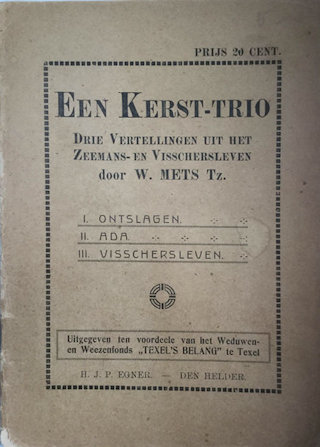 PRIJS 20 CENT.
EEN KERST-TRIO
DRIE VERTELLINGEN UIT HET
ZEEMANS- EN VISSCHERSLEVEN
door W. METS Tz.
I. ONTSLAGEN.
II. ADA.
III. VISSCHERSLEVEN.
Uitgegeven ten voordeele van het Weduwen-
en Weezenfonds „TEXEL'S BELANG" te Texel
H. J. P. EGNER. — DEN HELDER.